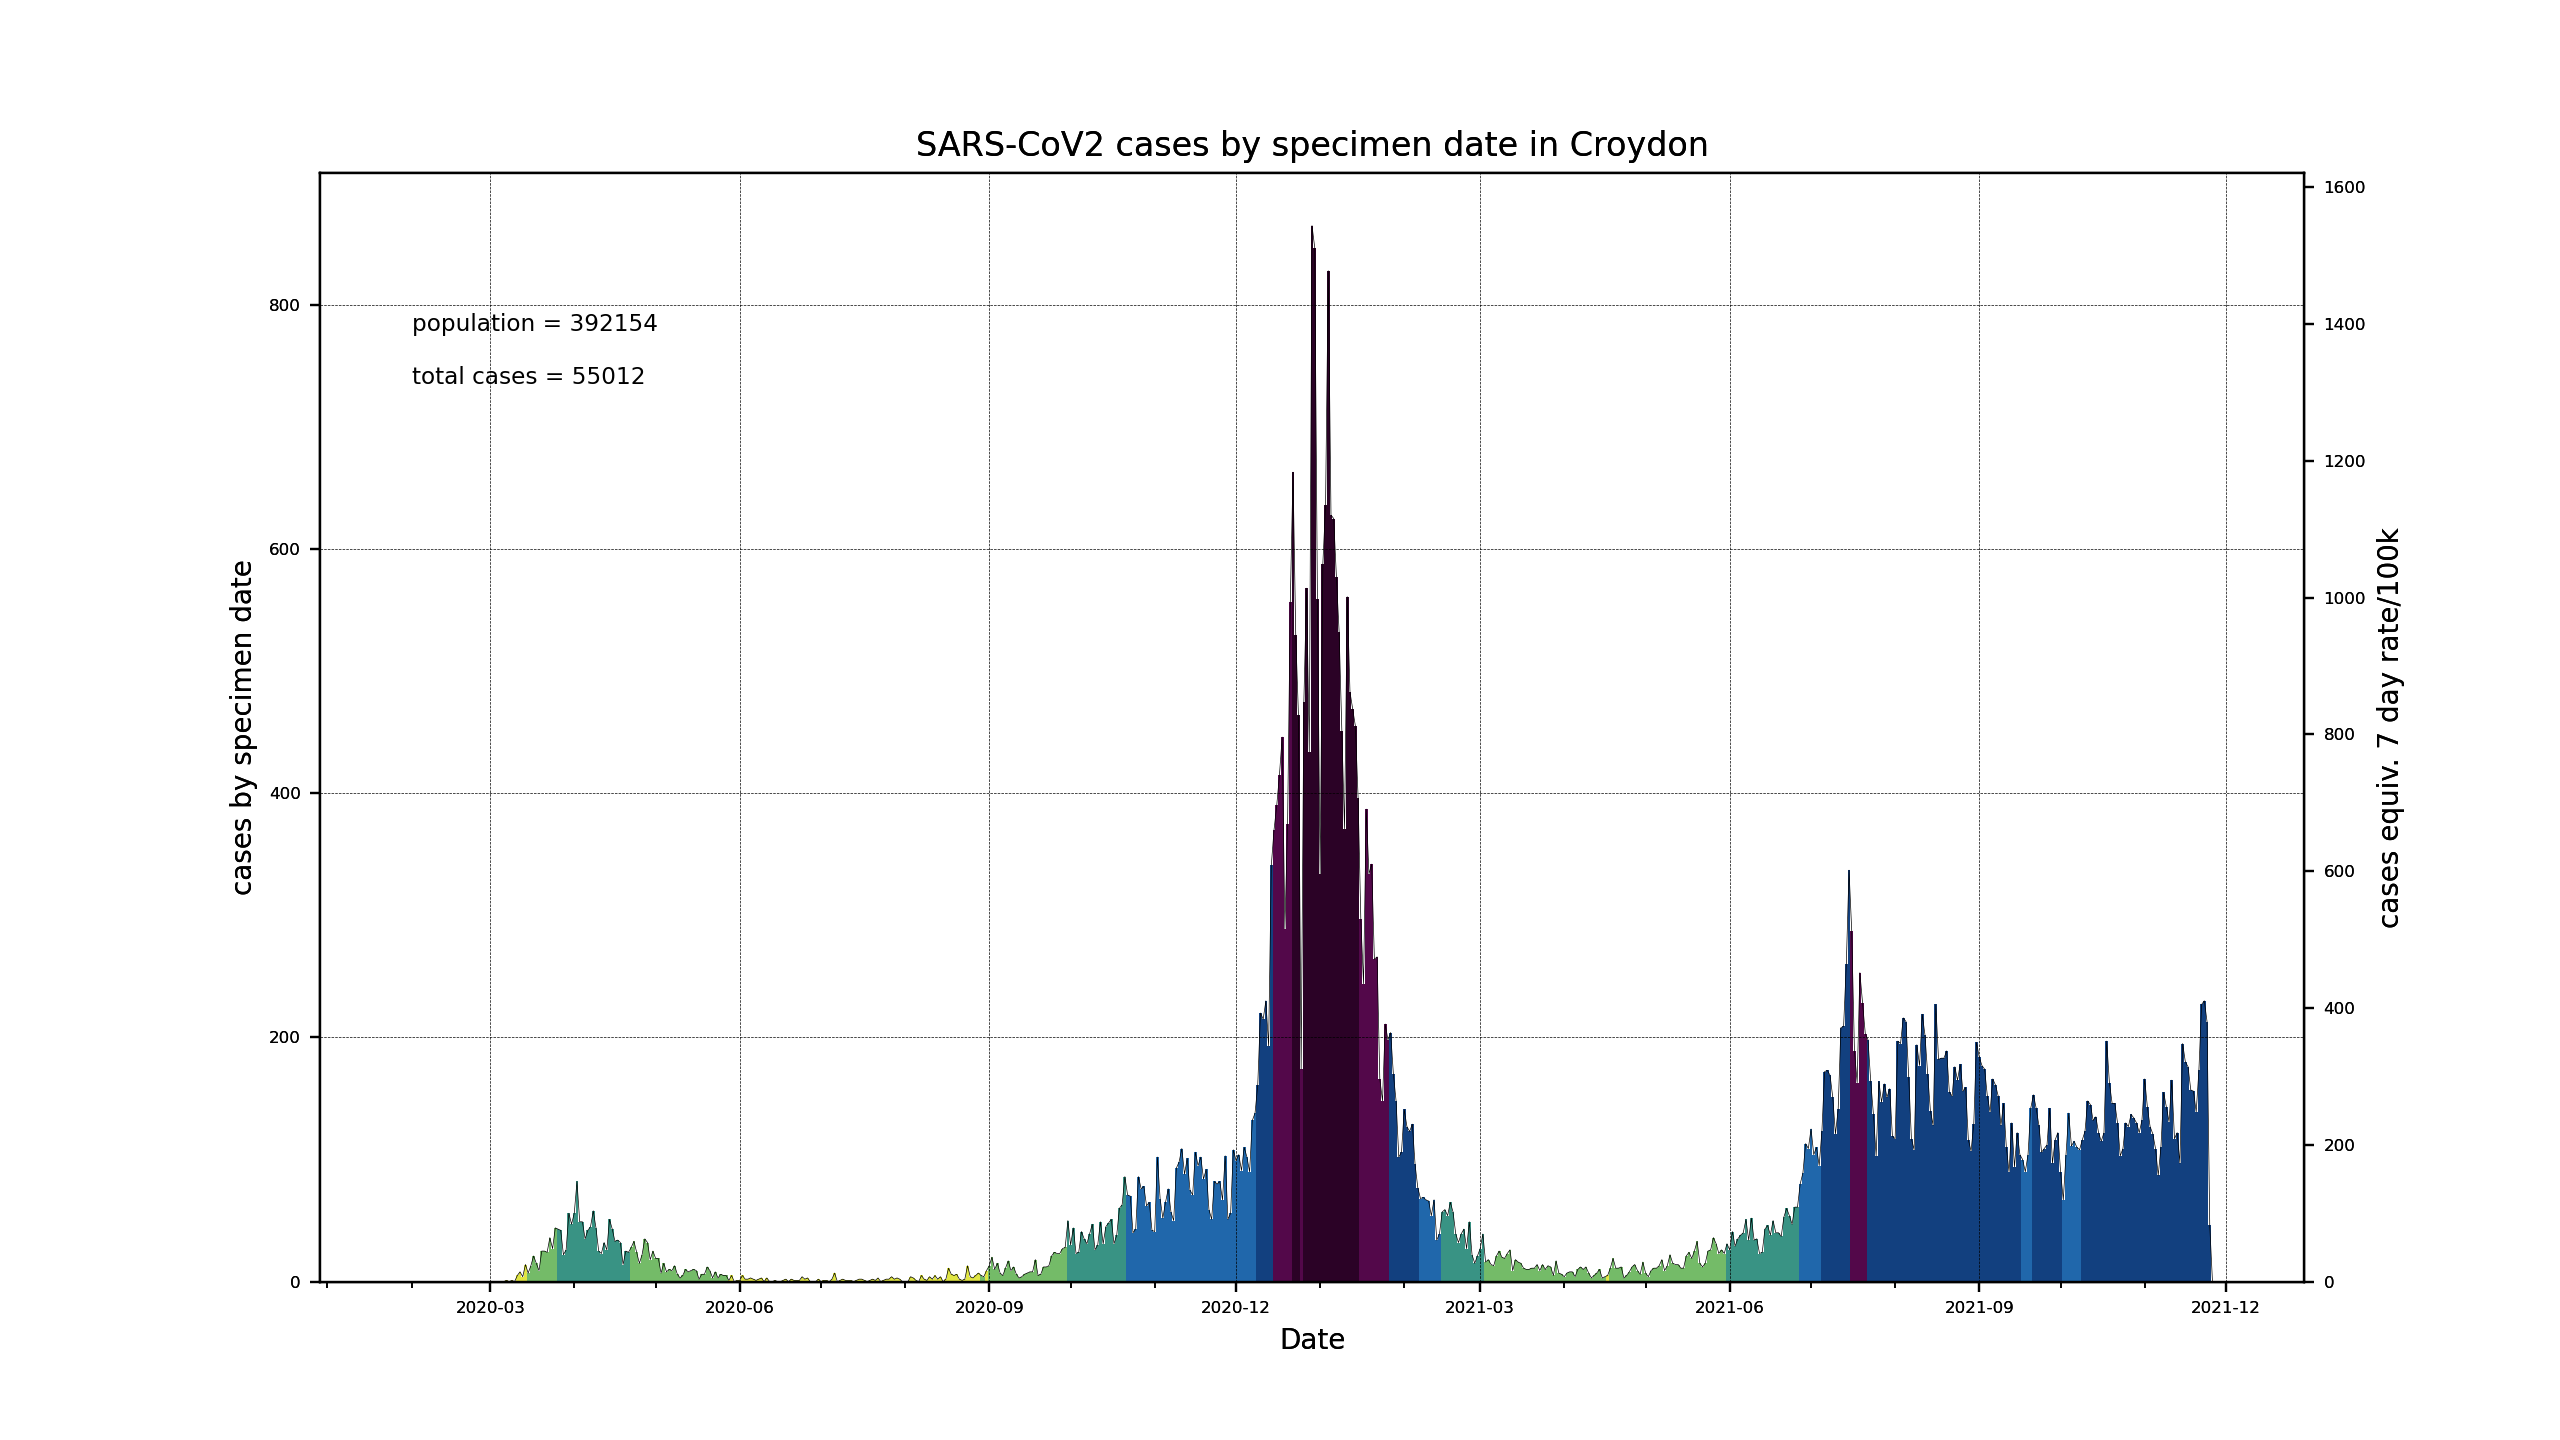 SARS-CoV2 cases by specimen date in Croydon
population = 392154
total cases = 55012
cases by specimen date
800
600
400
200
0
1600
1400
1200
1000
800
600
400
200
0
cases equiv. 7 day rate/100k
2020-03 2020-06 2020-09 2020-12 2021-03 2021-06 2021-09 2021-12
Date